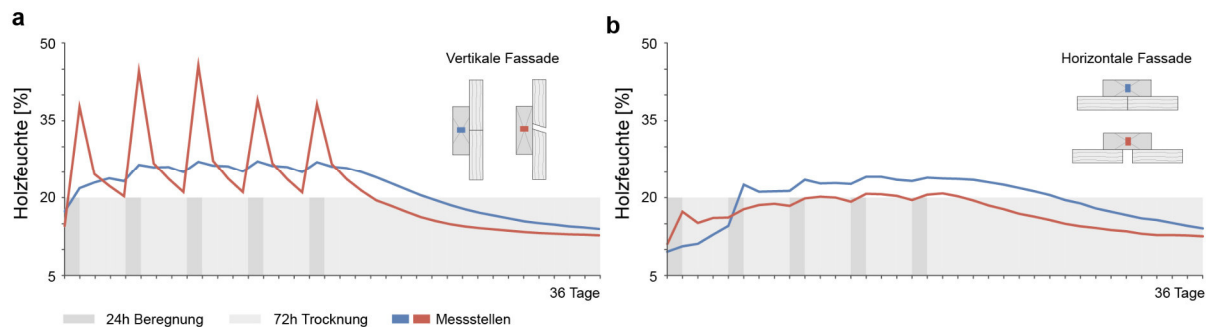 a
Vertikale Fassade
Holzfeuchte [%]
50
35
20
5
36 Tage
b
Horizontale Fassade
Holzfeuchte [%]
50
35
20
5
36 Tage
24h Beregnung 72h Trocknung Messstellen